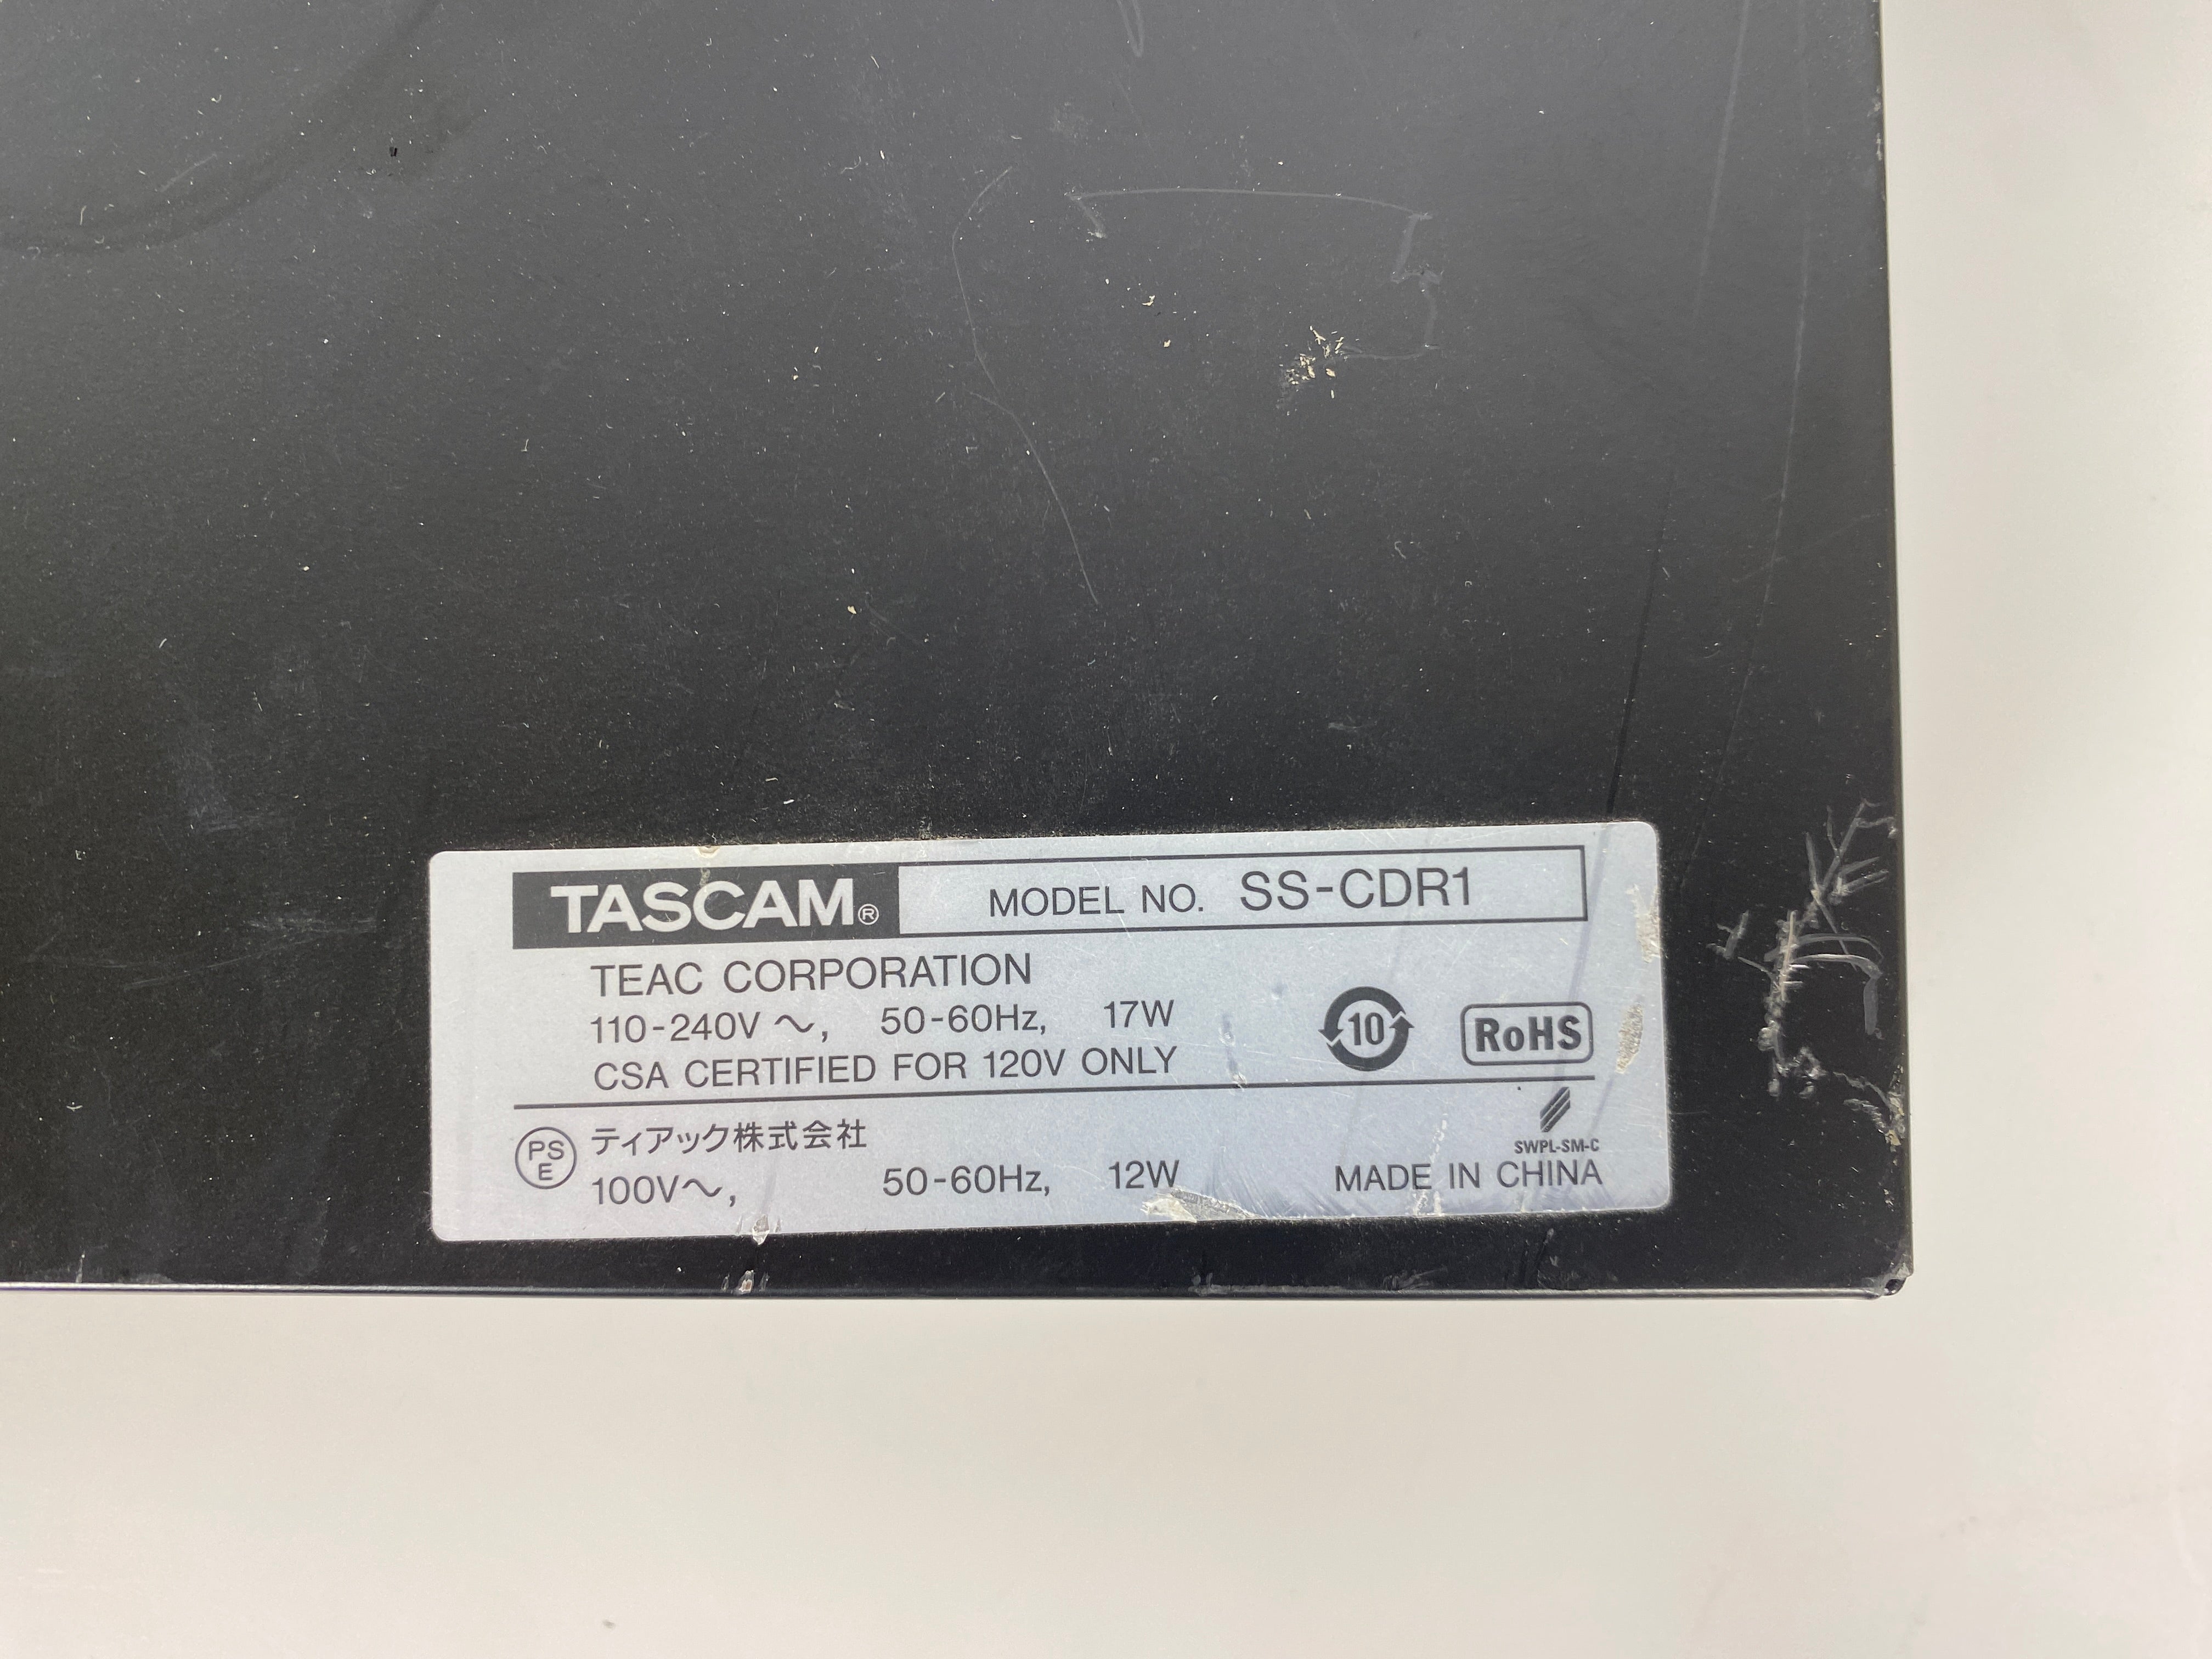 TASCAM® MODEL NO. SS-CDR1
TEAC CORPORATION
110-240V ～, 50-60Hz, 17W
CSA CERTIFIED FOR 120V ONLY
10
RoHS
PS
E
ティアック株式会社
100V～, 50-60Hz, 12W
SWPL-SM-C
MADE IN CHINA